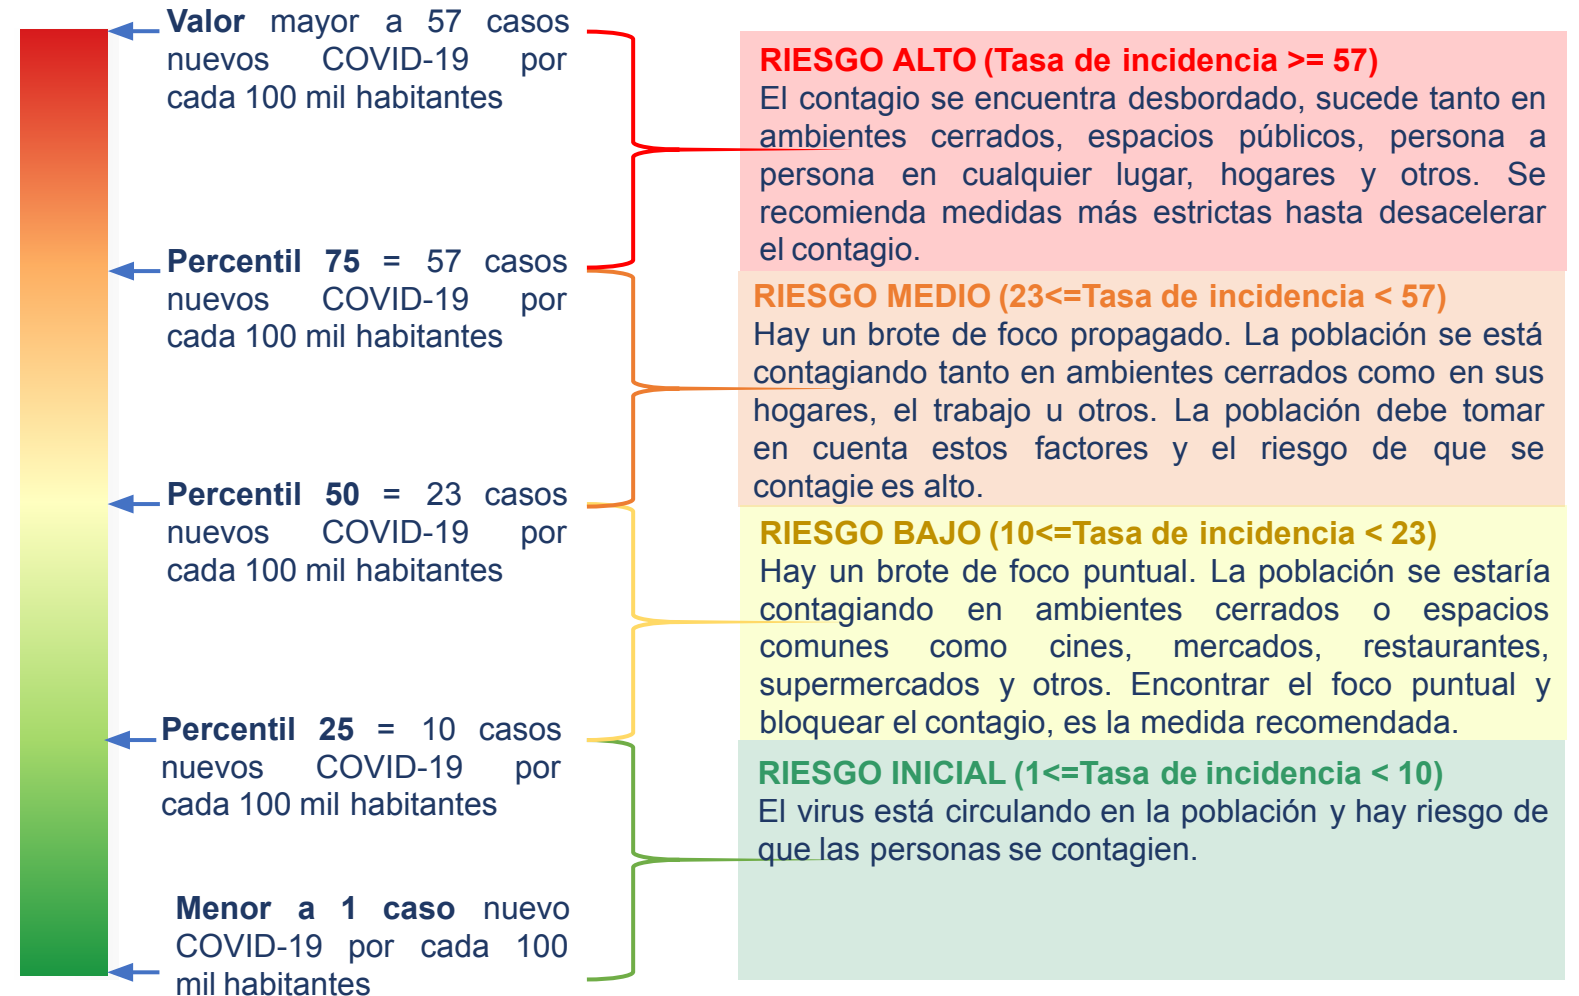 Valor mayor a 57 casos
nuevos COVID-19 por
cada 100 mil habitantes
RIESGO ALTO (Tasa de incidencia >= 57)
El contagio se encuentra desbordado, sucede tanto en
ambientes cerrados, espacios públicos, persona a
persona en cualquier lugar, hogares y otros. Se
recomienda medidas más estrictas hasta desacelerar
el contagio.
Percentil 75 = 57 casos
nuevos COVID-19 por
cada 100 mil habitantes
RIESGO MEDIO (23<=Tasa de incidencia < 57)
Hay un brote de foco propagado. La población se está
contagiando tanto en ambientes cerrados como en sus
hogares, el trabajo u otros. La población debe tomar
en cuenta estos factores y el riesgo de que se
contagie es alto.
Percentil 50 = 23 casos
nuevos COVID-19 por
cada 100 mil habitantes
RIESGO BAJO (10<=Tasa de incidencia < 23)
Hay un brote de foco puntual. La población se estaría
contagiando en ambientes cerrados o espacios
comunes como cines, mercados, restaurantes,
supermercados y otros. Encontrar el foco puntual y
bloquear el contagio, es la medida recomendada.
Percentil 25 = 10 casos
nuevos COVID-19 por
cada 100 mil habitantes
RIESGO INICIAL (1<=Tasa de incidencia < 10)
El virus está circulando en la población y hay riesgo de
que las personas se contagien.
Menor a 1 caso nuevo
COVID-19 por cada 100
mil habitantes